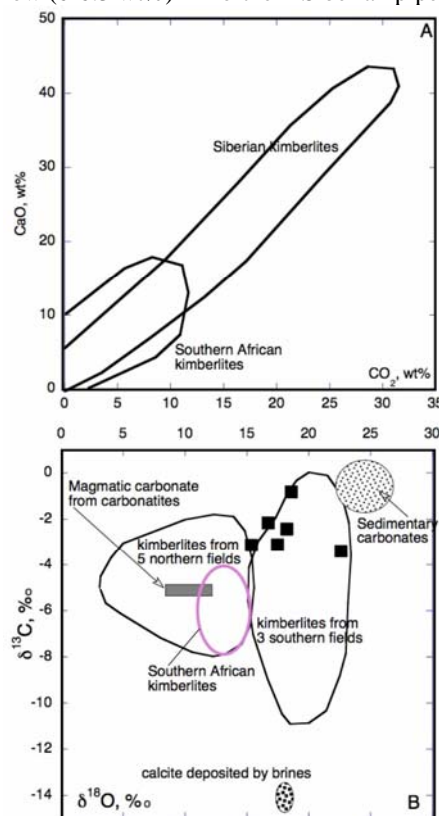 A
50
40
30
20
10
0
CaO, wt%
Siberian kimberlites
Southern African
kimberlites
CO2, wt%
0 5 10 15 20 25 30 35
0 5 10 15 20 25 30
0
-2
-4
-6
-8
-10
-12
-14
δ13C, ‰
Magmatic carbonate
from carbonatites
kimberlites from
5 northern fields
Sedimentary
carbonates
kimberlites from
3 southern fields
Southern African
kimberlites
calcite deposited by brines
δ18O, ‰
B